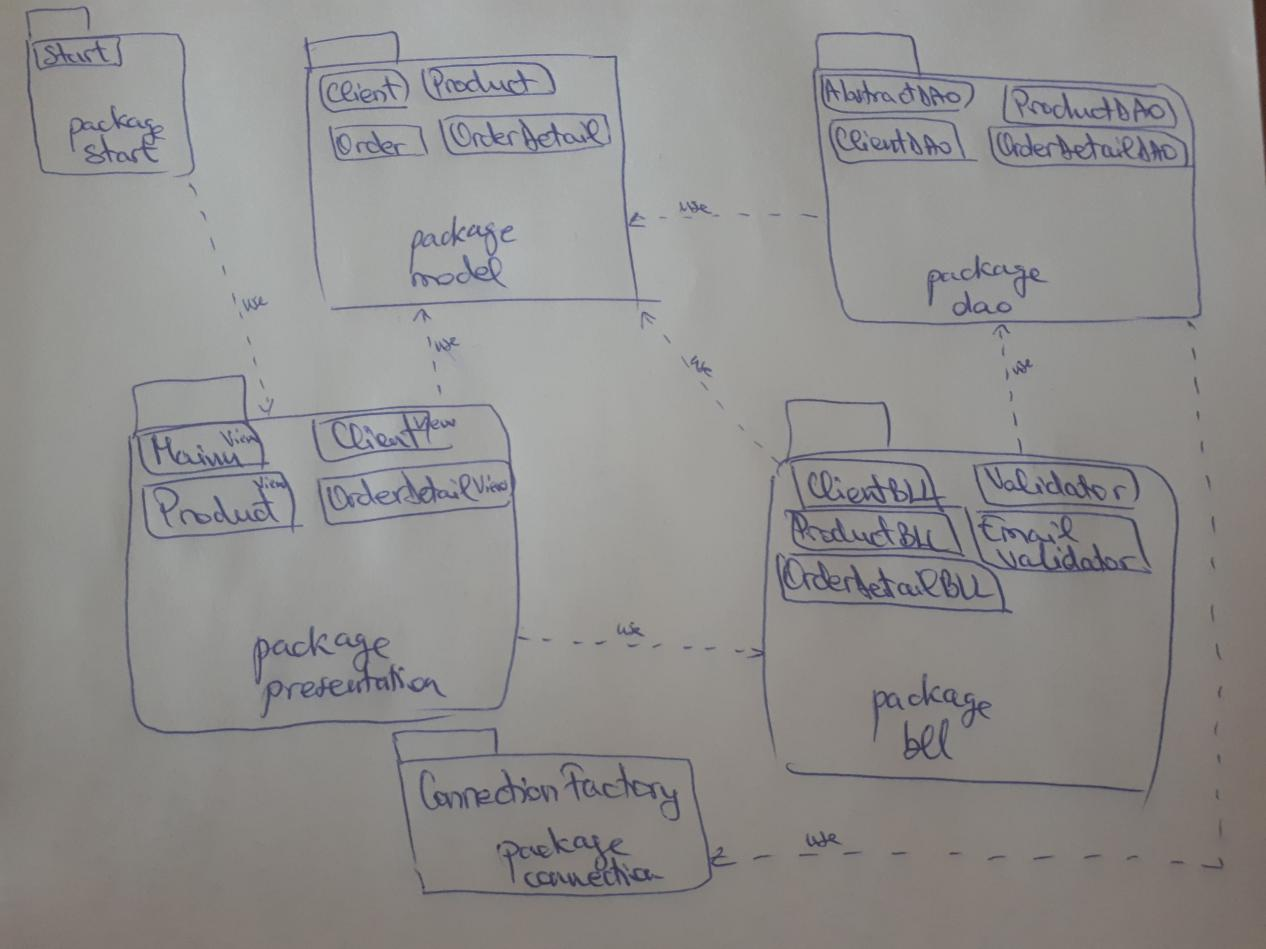 Start
package
start
Client
Product
Order
OrderDetail
package
model
AbstractDAO
ProductDAO
ClientDAO
OrderDetailDAO
package
dao
use
use
use
use
use
MainView
ClientView
ProductView
OrderDetailView
package
presentation
use
ClientBLL
Validator
ProductBLL
Email
Validator
OrderDetailBLL
package
bll
ConnectionFactory
package
connection
use